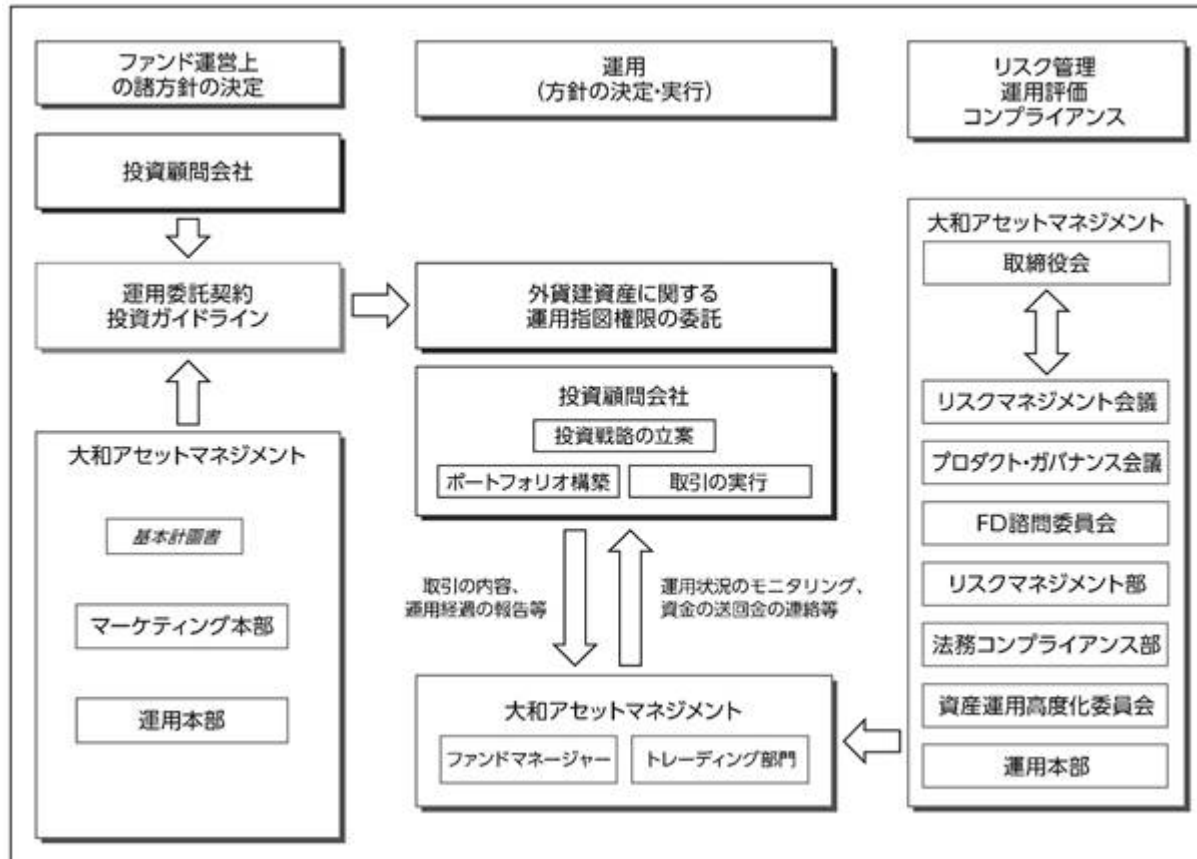 ファンド運営上
の諸方針の決定
運用
(方針の決定・実行)
リスク管理
運用評価
コンプライアンス
投資顧問会社
運用委託契約
投資ガイドライン
外貨建資産に関する
運用指図権限の委託
投資顧問会社
投資戦略の立案
ポートフォリオ構築
取引の実行
大和アセットマネジメント
基本計画書
マーケティング本部
運用本部
取引の内容、
運用経過の報告等
運用状況のモニタリング、
資金の送回金の連絡等
大和アセットマネジメント
ファンドマネージャー
トレーディング部門
大和アセットマネジメント
取締役会
リスクマネジメント会議
プロダクト・ガバナンス会議
FD諮問委員会
リスクマネジメント部
法務コンプライアンス部
資産運用高度化委員会
運用本部